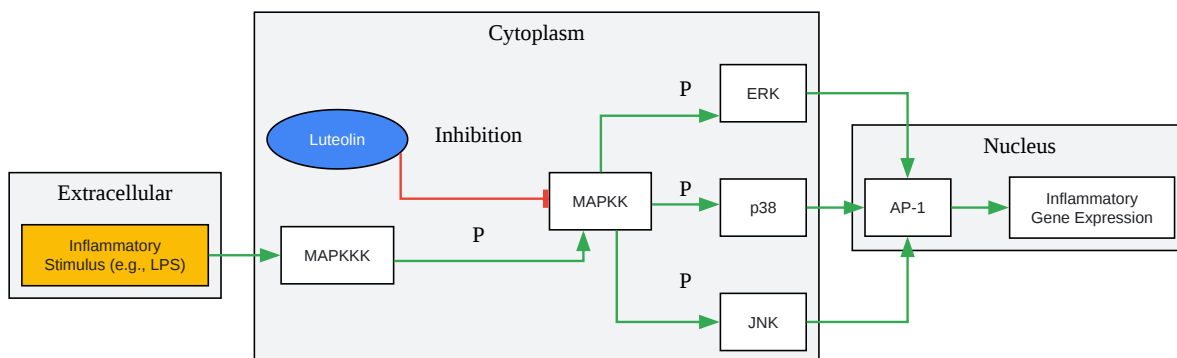 Cytoplasm
Extracellular
Inflammatory
Stimulus (e.g., LPS)
Luteolin
Inhibition
MAPKKK
P
MAPKK
P
ERK
P
p38
P
JNK
Nucleus
AP-1
Inflammatory
Gene Expression